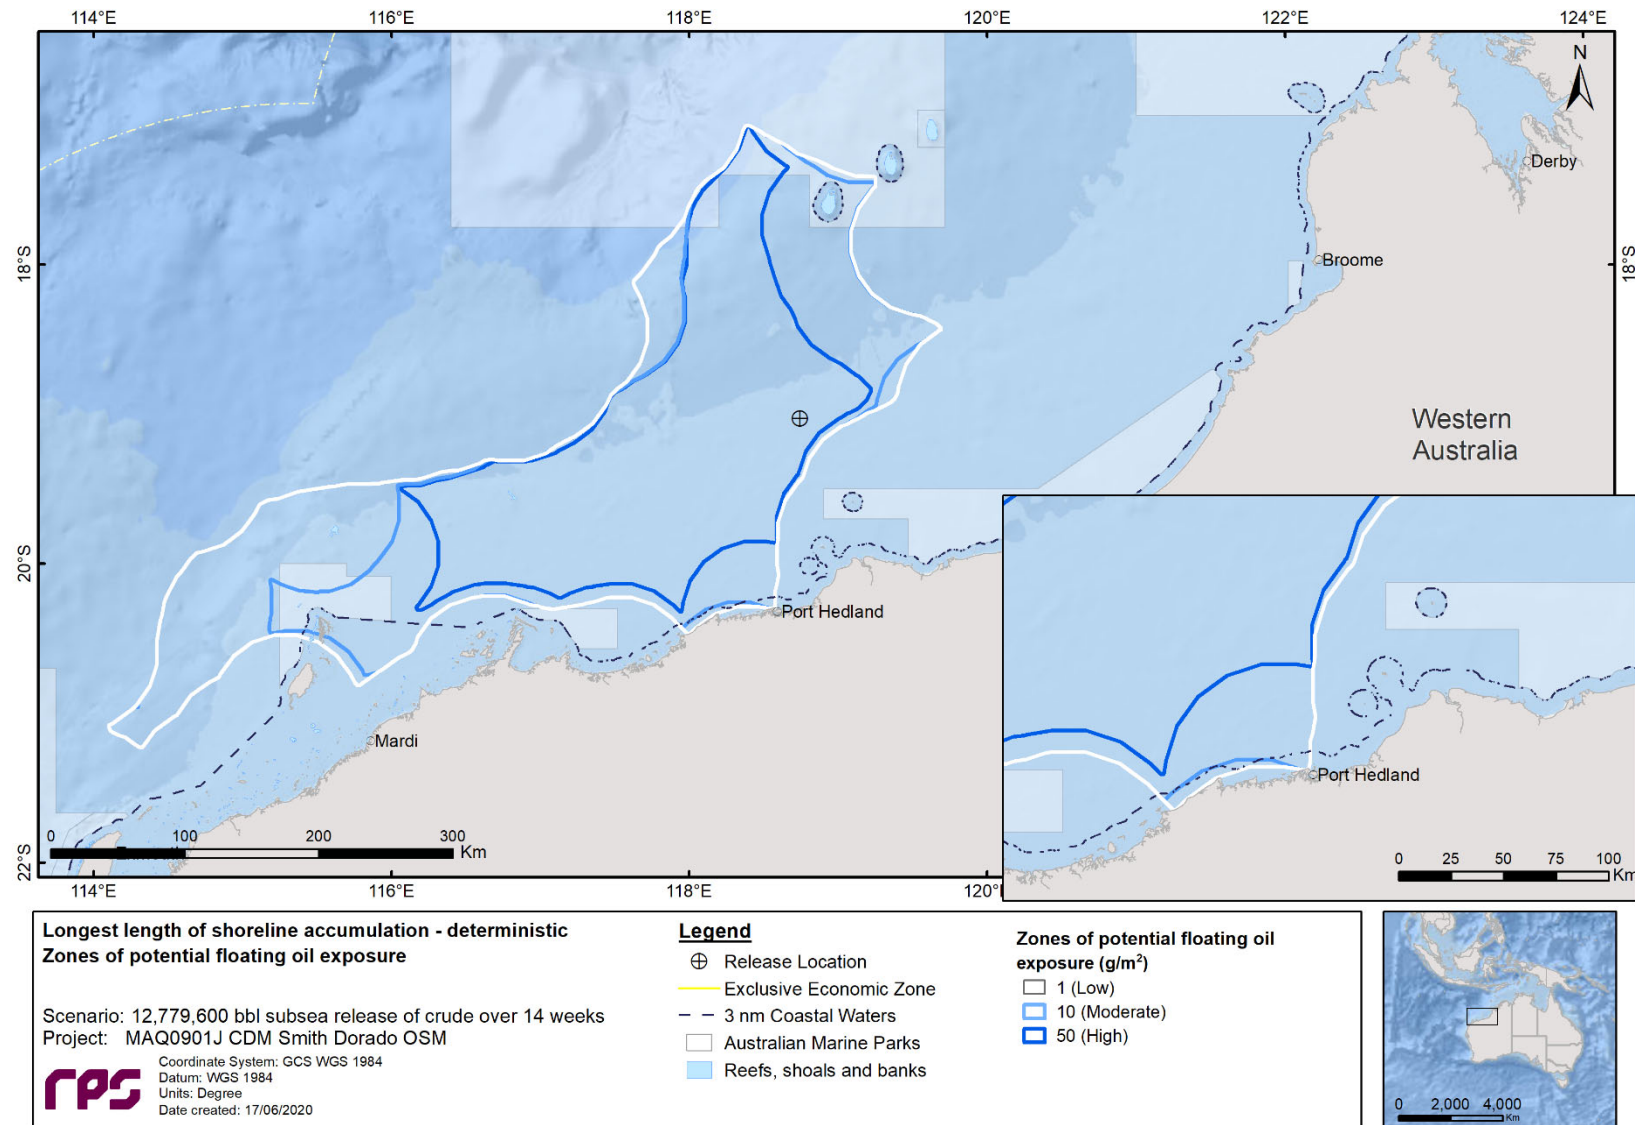 114°E 116°E 118°E 120°E 122°E 124°E
N
Derby
18°S 18°S
Broome
Western
Australia
20°S
Port Hedland
Mardi
0 100 200 300
Km
22°S
114°E 116°E 118°E 120°E
Port Hedland
0 25 50 75 100
Km
Longest length of shoreline accumulation - deterministic
Zones of potential floating oil exposure
Scenario: 12,779,600 bbl subsea release of crude over 14 weeks
Project: MAQ0901J CDM Smith Dorado OSM
rps
Coordinate System: GCS WGS 1984
Datum: WGS 1984
Units: Degree
Date created: 17/06/2020
Legend
Release Location
Exclusive Economic Zone
3 nm Coastal Waters
Australian Marine Parks
Reefs, shoals and banks
Zones of potential floating oil
exposure (g/m²)
1 (Low)
10 (Moderate)
50 (High)
0 2,000 4,000
Km